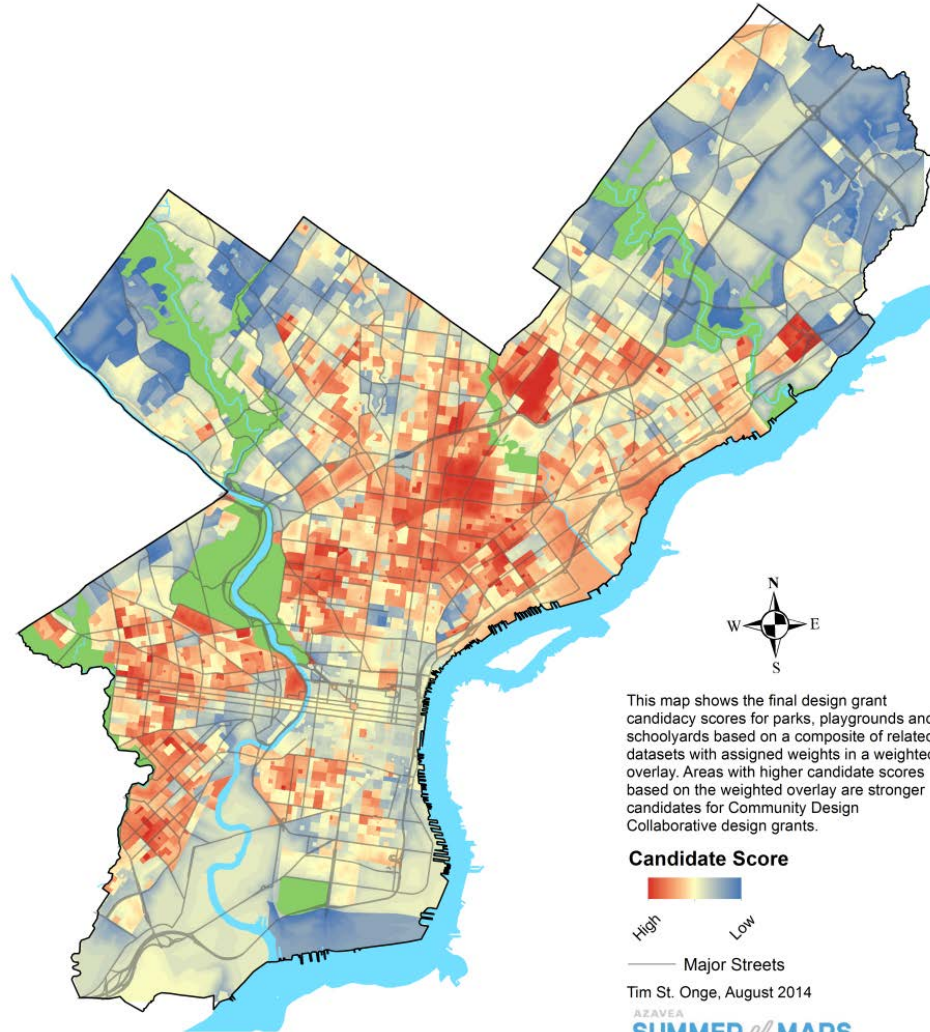 N
W E
S
This map shows the final design grant
candidacy scores for parks, playgrounds and
schoolyards based on a composite of related
datasets with assigned weights in a weighted
overlay. Areas with higher candidate scores
based on the weighted overlay are stronger
candidates for Community Design
Collaborative design grants.
Candidate Score
High Low
Major Streets
Tim St. Onge, August 2014
AZAVEA
SUMMER of MAPS